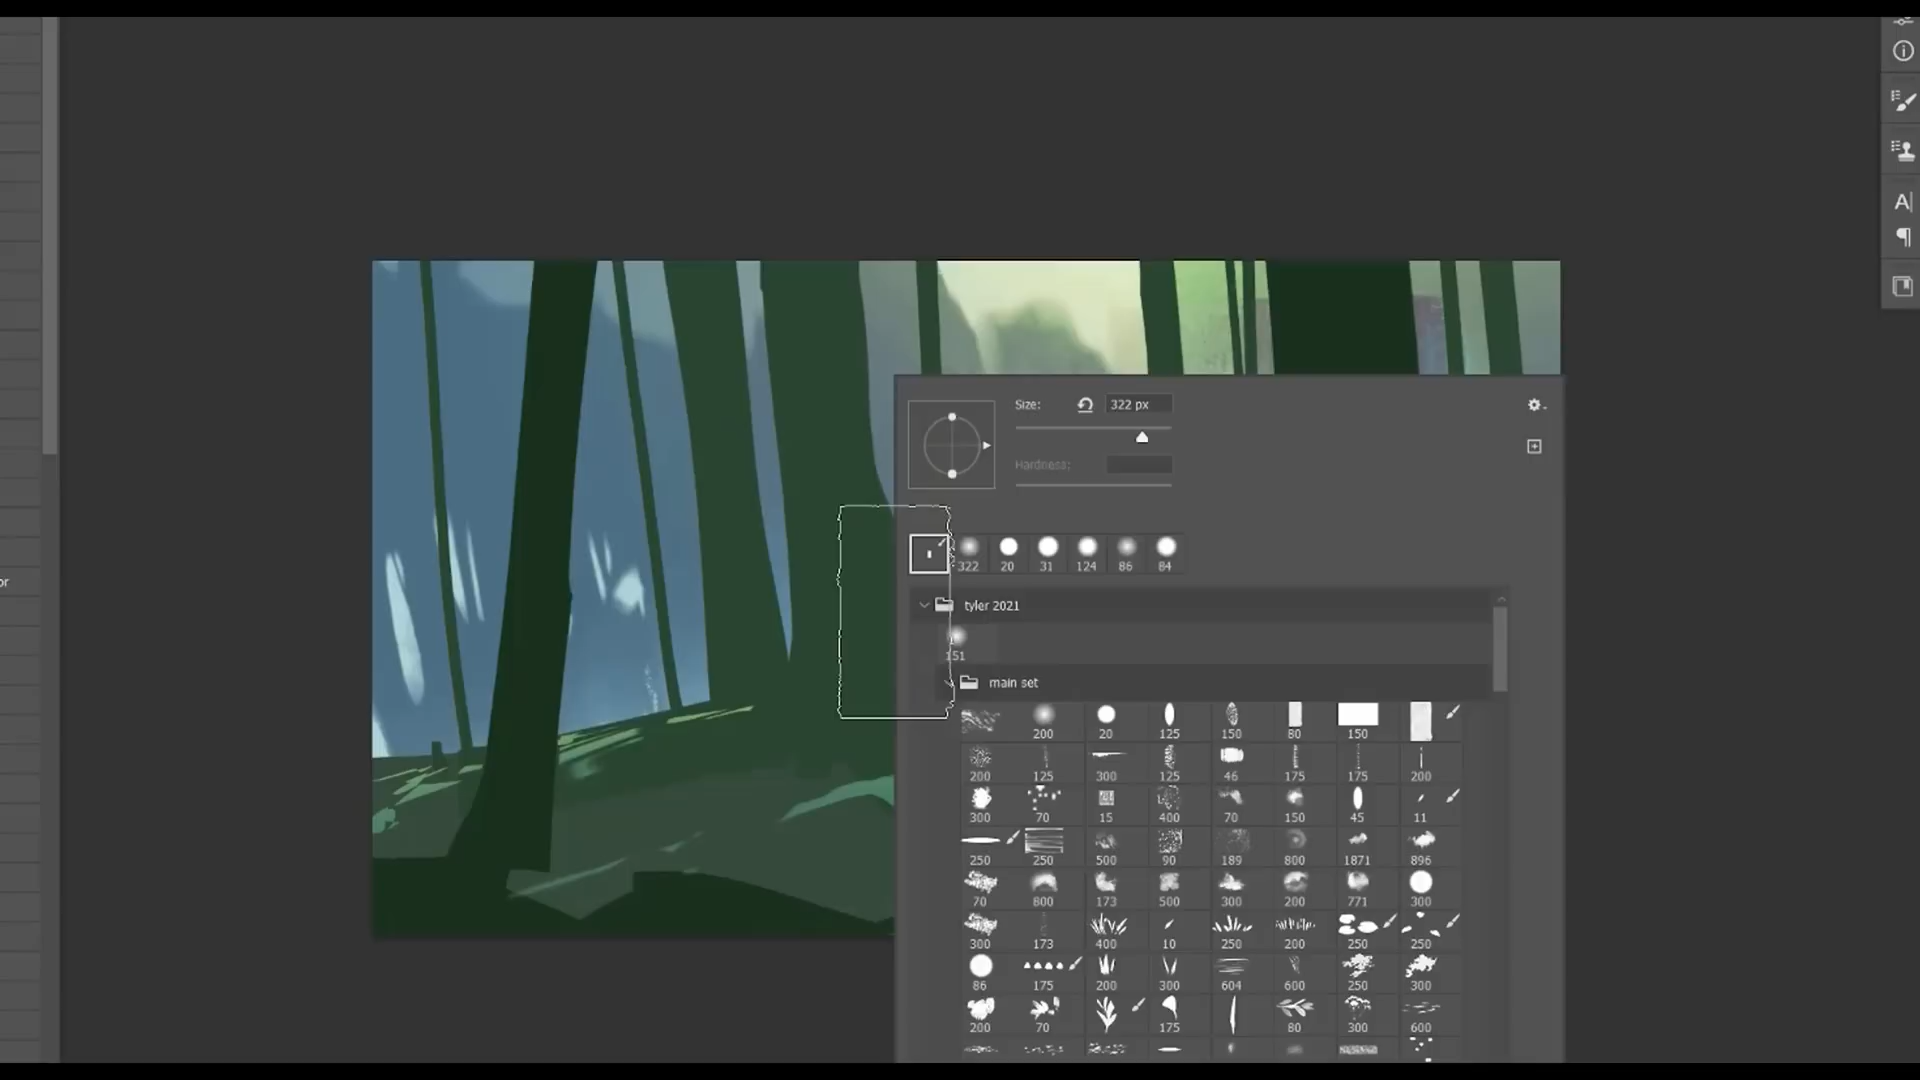 A
¶
Size: 322 px
Hardness:
322 20 31 124 86 84
or
tyler 2021
151
main set
200 20 125 150 80 150
200 125 300 125 46 175 175 200
300 70 15 400 70 150 45 11
250 250 500 90 189 800 1871 896
70 800 173 500 300 200 771 300
300 173 400 10 250 200 250 250
86 175 200 300 604 600 250 300
200 70 175 80 300 600